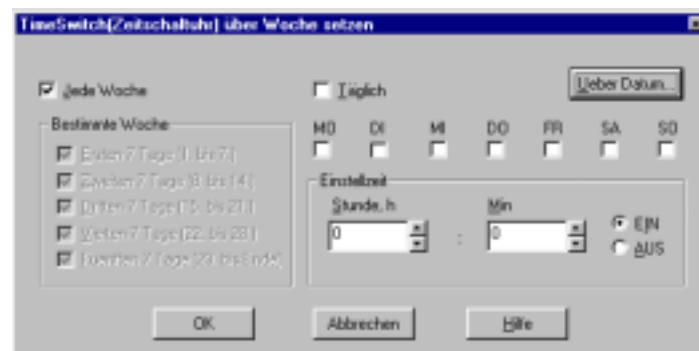 TimeSwitch(Zeitschaltuhr) über Woche setzen
Jede Woche
Täglich
Ueber Datum...
Bestimmte Woche
Ersten 7 Tage (1. bis 7.)
Zweiten 7 Tage (8. bis 14.)
Dritten 7 Tage (15. bis 21.)
Vierten 7 Tage (22. bis 28.)
7 Tage (29. bis Ende)
MO DI MI DO FR SA SO
Einstellzeit
Stunde, h
Min
0 : 0
EIN
AUS
OK
Abbrechen
Hilfe